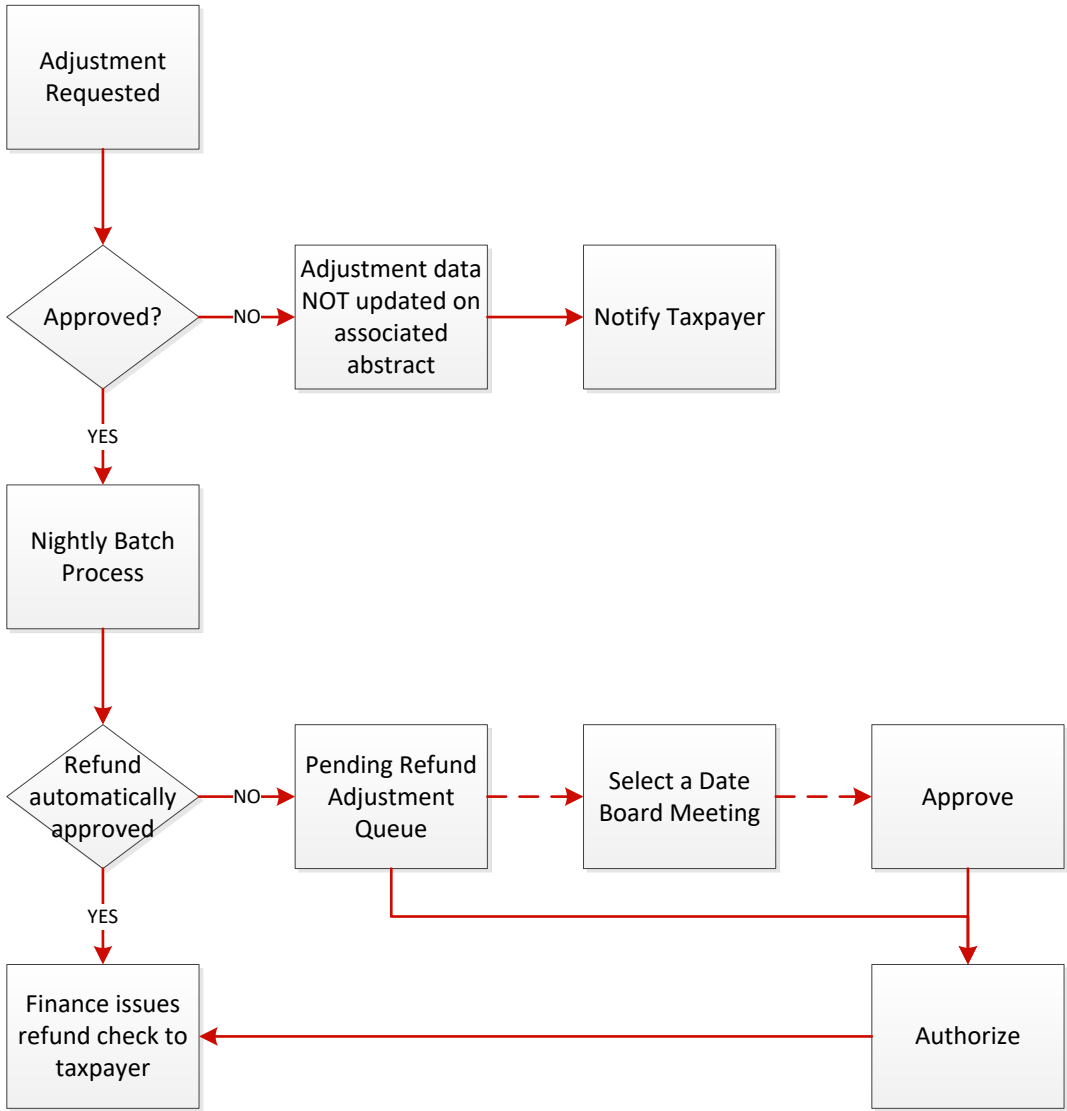 Adjustment
Requested
Approved?
NO
Adjustment data
NOT updated on
associated
abstract
Notify Taxpayer
YES
Nightly Batch
Process
Refund
automatically
approved
NO
Pending Refund
Adjustment
Queue
Select a Date
Board Meeting
Approve
YES
Finance issues
refund check to
taxpayer
Authorize